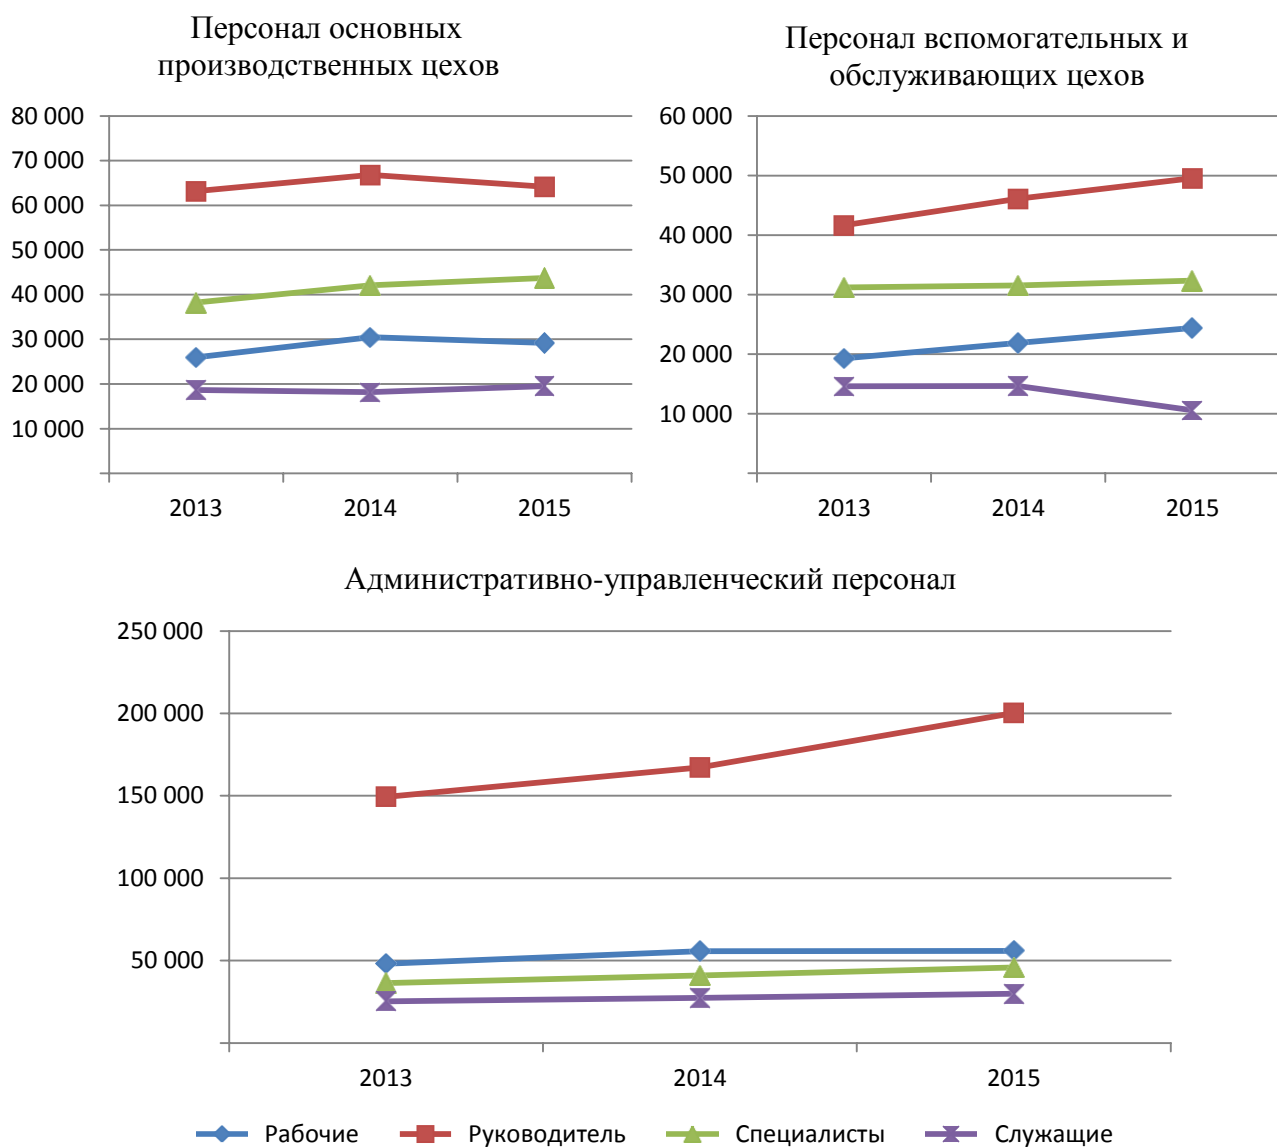 Персонал основных
производственных цехов
80 000
70 000
60 000
50 000
40 000
30 000
20 000
10 000
2013 2014 2015
Персонал вспомогательных и
обслуживающих цехов
60 000
50 000
40 000
30 000
20 000
10 000
2013 2014 2015
Административно-управленческий персонал
250 000
200 000
150 000
100 000
50 000
2013 2014 2015
Рабочие Руководитель Специалисты Служащие